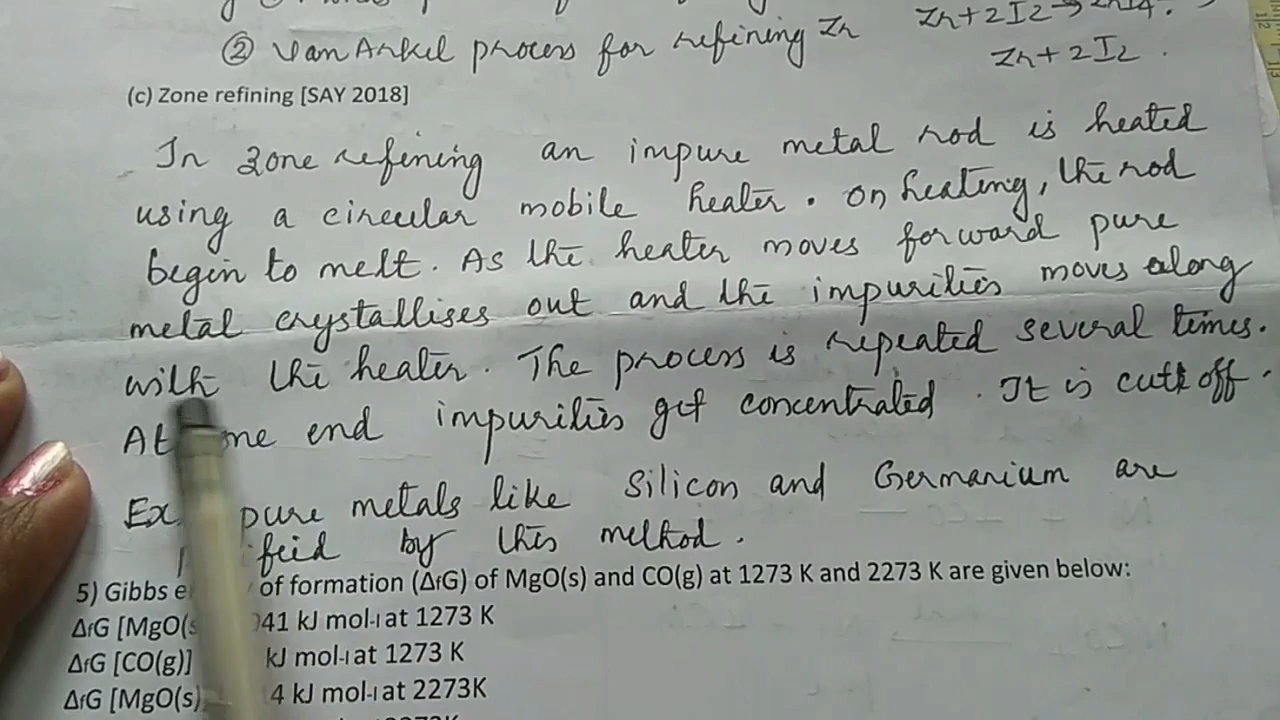 ② Van Arkel process for refining Zr
Zr + 2I2 → ZrI4.
Zr + 2I2.
(c) Zone refining [SAY 2018]
In zone refining an impure metal rod is heated
using a circular mobile heater. On heating, the rod
begin to melt. As the heater moves forward pure
metal crystallises out and the impurities moves along
with the heater. The process is repeated several times.
At one end impurities get concentrated. It is cut off.
Ex pure metals like Silicon and Germanium are
feid by this method.
5) Gibbs e of formation (ΔfG) of MgO(s) and CO(g) at 1273 K and 2273 K are given below:
ΔfG [MgO(s 941 kJ mol-1 at 1273 K
ΔfG [CO(g)] kJ mol-1 at 1273 K
ΔfG [MgO(s) 4 kJ mol-1 at 2273K